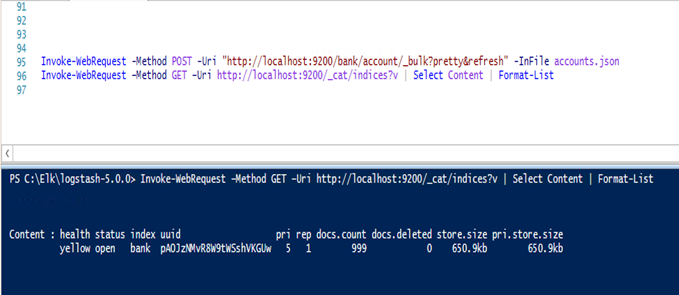 91
92
93
94
95 Invoke-WebRequest -Method POST -Uri "http://localhost:9200/bank/account/_bulk?pretty&refresh" -InFile accounts.json
96 Invoke-WebRequest -Method GET -Uri http://localhost:9200/_cat/indices?v | Select Content | Format-List
97
PS C:\Elk\logstash-5.0.0> Invoke-WebRequest -Method GET -Uri http://localhost:9200/_cat/indices?v | Select Content | Format-List
Content : health status index uuid pri rep docs.count docs.deleted store.size pri.store.size
yellow open bank pAOJzNMvR8W9tWSshVKGUw 5 1 999 0 650.9kb 650.9kb